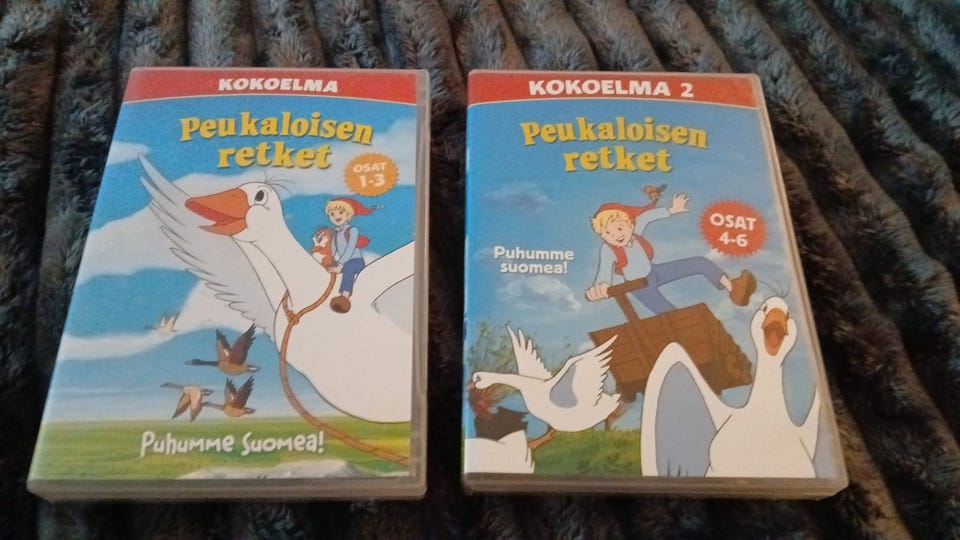 KOKOELMA
Peukaloisen
retket
OSAT
1-3
Puhumme Suomea!
KOKOELMA 2
Peukaloisen
retket
OSAT
4-6
Puhumme
suomea!